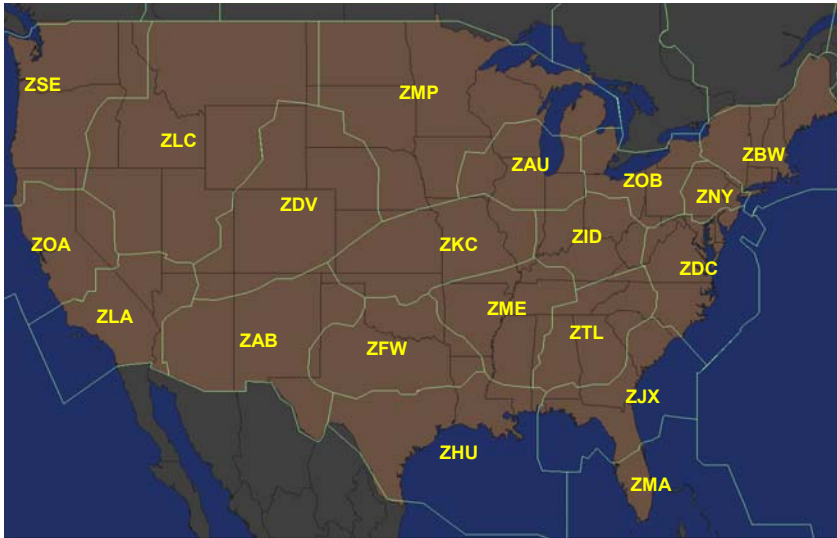 ZSE
ZMP
ZLC
ZBW
ZAU
ZOB
ZNY
ZDV
ZOA
ZKC
ZID
ZDC
ZLA
ZME
ZAB
ZFW
ZTL
ZJX
ZHU
ZMA